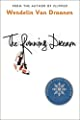 FROM THE AUTHOR OF FLIPPED
Wendelin Van Draanen
The Running Dream